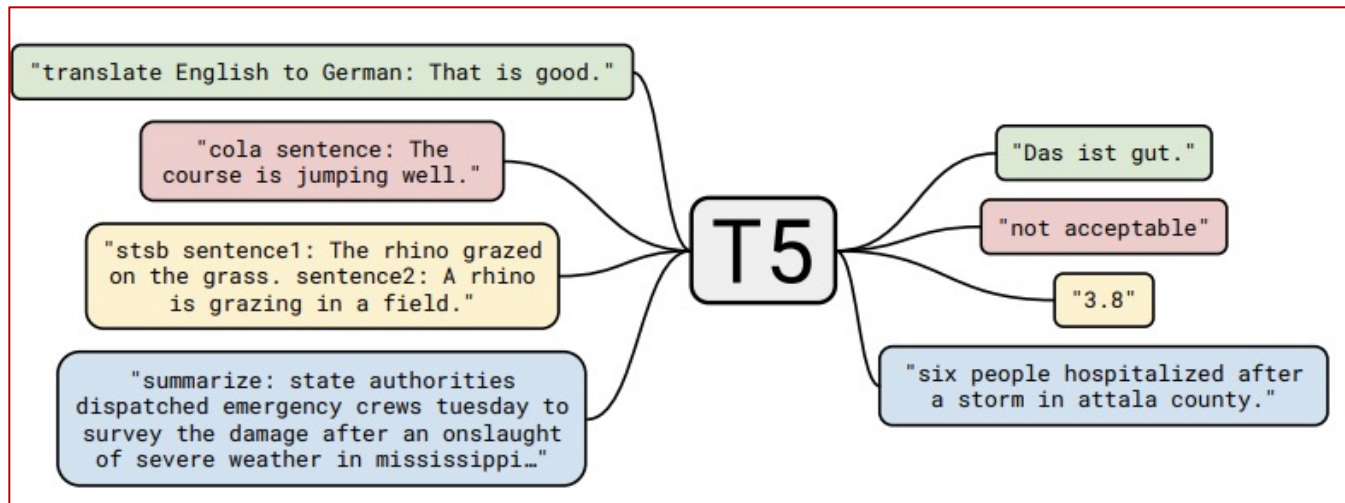 "translate English to German: That is good."
"cola sentence: The
course is jumping well."
"stsb sentence1: The rhino grazed
on the grass. sentence2: A rhino
is grazing in a field."
"summarize: state authorities
dispatched emergency crews tuesday to
survey the damage after an onslaught
of severe weather in mississippi…"
T5
"Das ist gut."
"not acceptable"
"3.8"
"six people hospitalized after
a storm in attala county."